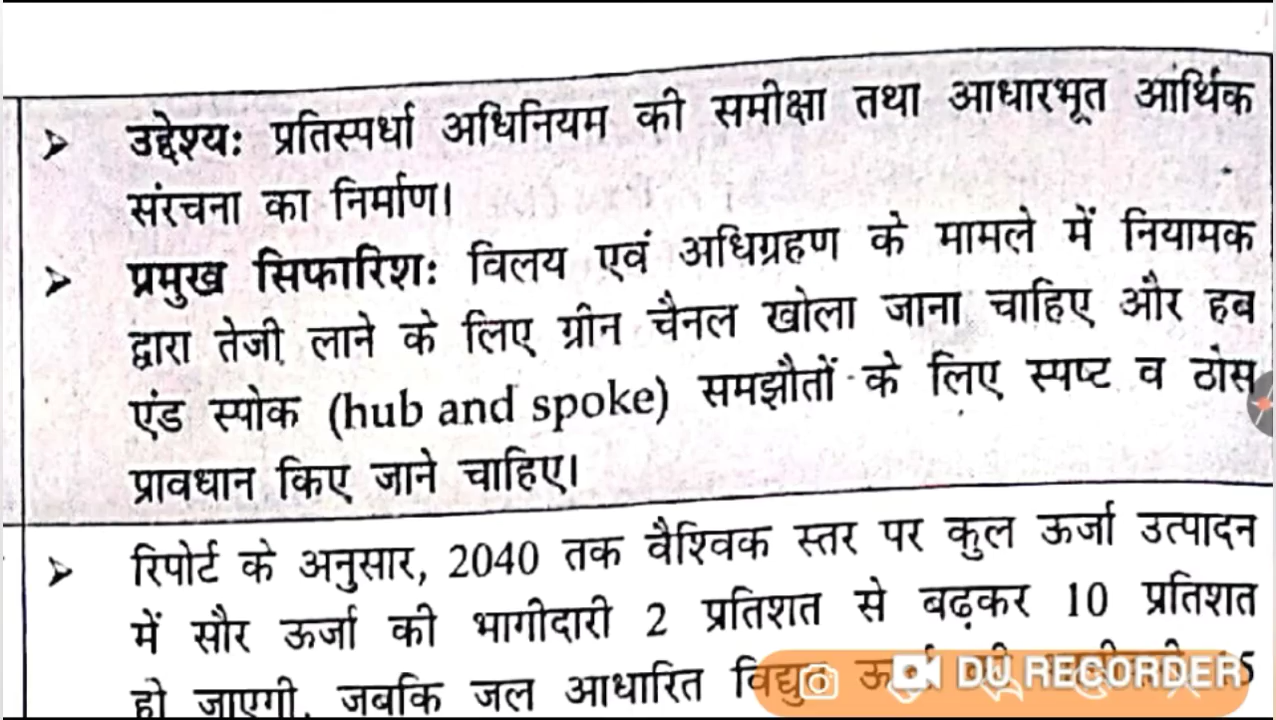 ➤ उद्देश्यः प्रतिस्पर्धा अधिनियम की समीक्षा तथा आधारभूत आर्थिक
संरचना का निर्माण।
➤ प्रमुख सिफारिशः विलय एवं अधिग्रहण के मामले में नियामक
द्वारा तेजी लाने के लिए ग्रीन चैनल खोला जाना चाहिए और हब
एंड स्पोक (hub and spoke) समझौतों के लिए स्पष्ट व ठोस
प्रावधान किए जाने चाहिए।
➤ रिपोर्ट के अनुसार, 2040 तक वैश्विक स्तर पर कुल ऊर्जा उत्पादन
में सौर ऊर्जा की भागीदारी 2 प्रतिशत से बढ़कर 10 प्रतिशत
हो जाएगी, जबकि जल आधारित विद्युत
DU RECORDER